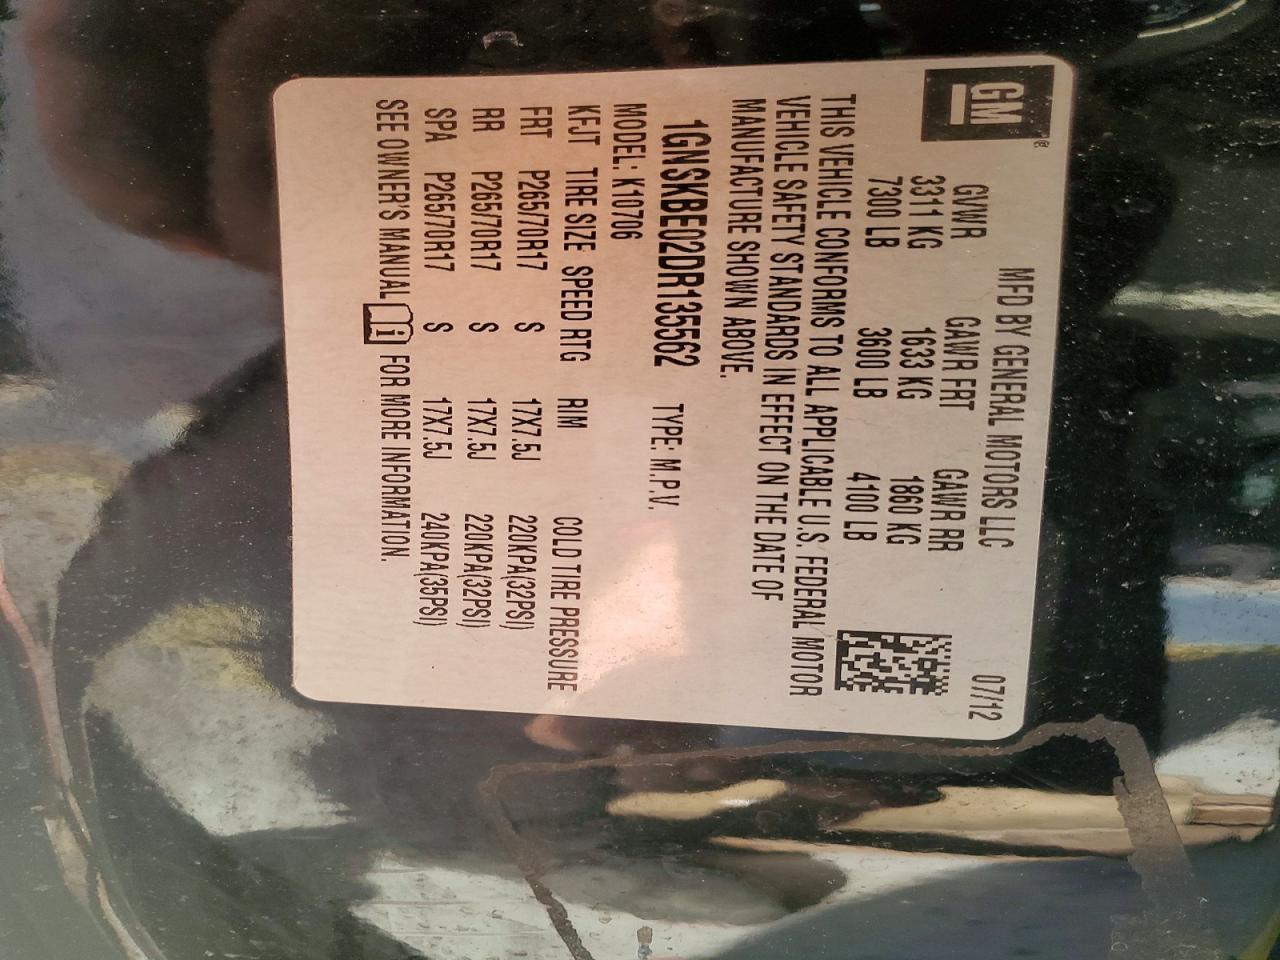 GM®
MFD BY GENERAL MOTORS LLC 07/12
GVWR GAWR FRT GAWR RR
3311 KG 1633 KG 1860 KG
7300 LB 3600 LB 4100 LB
THIS VEHICLE CONFORMS TO ALL APPLICABLE U.S. FEDERAL MOTOR
VEHICLE SAFETY STANDARDS IN EFFECT ON THE DATE OF
MANUFACTURE SHOWN ABOVE.
1GNSKBE02DR135562 TYPE: M.P.V.
MODEL: K10706
KFJT TIRE SIZE SPEED RTG RIM COLD TIRE PRESSURE
FRT P265/70R17 S 17X7.5J 220KPA(32PSI)
RR P265/70R17 S 17X7.5J 220KPA(32PSI)
SPA P265/70R17 S 17X7.5J 240KPA(35PSI)
SEE OWNER'S MANUAL i FOR MORE INFORMATION.